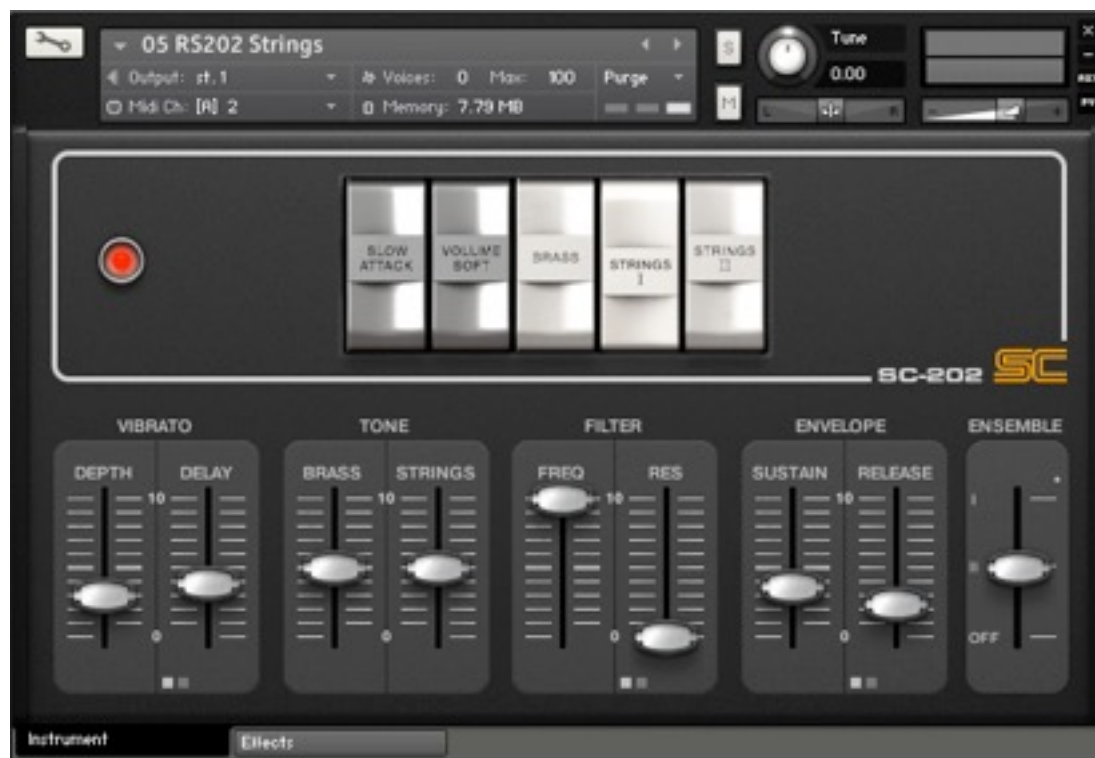 05 RS202 Strings
S
Tune
Output: st.1
Voices: 0 Max: 100
Purge
0.00
Midi Ch: [A] 2
Memory: 7.79 MB
M
L R
SLOW
ATTACK
VOLUME
SOFT
BRASS
STRINGS
I
STRINGS
II
SC-202 SC
VIBRATO
TONE
FILTER
ENVELOPE
ENSEMBLE
DEPTH
DELAY
BRASS
STRINGS
FREQ
RES
SUSTAIN
RELEASE
10
10
10
10
I
II
0
0
0
0
OFF
Instrument
Effects